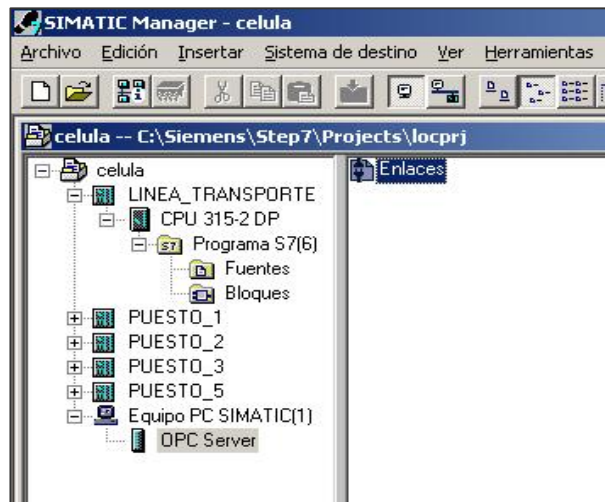 SIMATIC Manager - celula
Archivo Edición Insertar Sistema de destino Ver Herramientas
celula -- C:\Siemens\Step7\Projects\locprj
celula
Enlaces
LINEA_TRANSPORTE
CPU 315-2 DP
S7 Programa S7(6)
Fuentes
Bloques
PUESTO_1
PUESTO_2
PUESTO_3
PUESTO_5
Equipo PC SIMATIC(1)
OPC Server